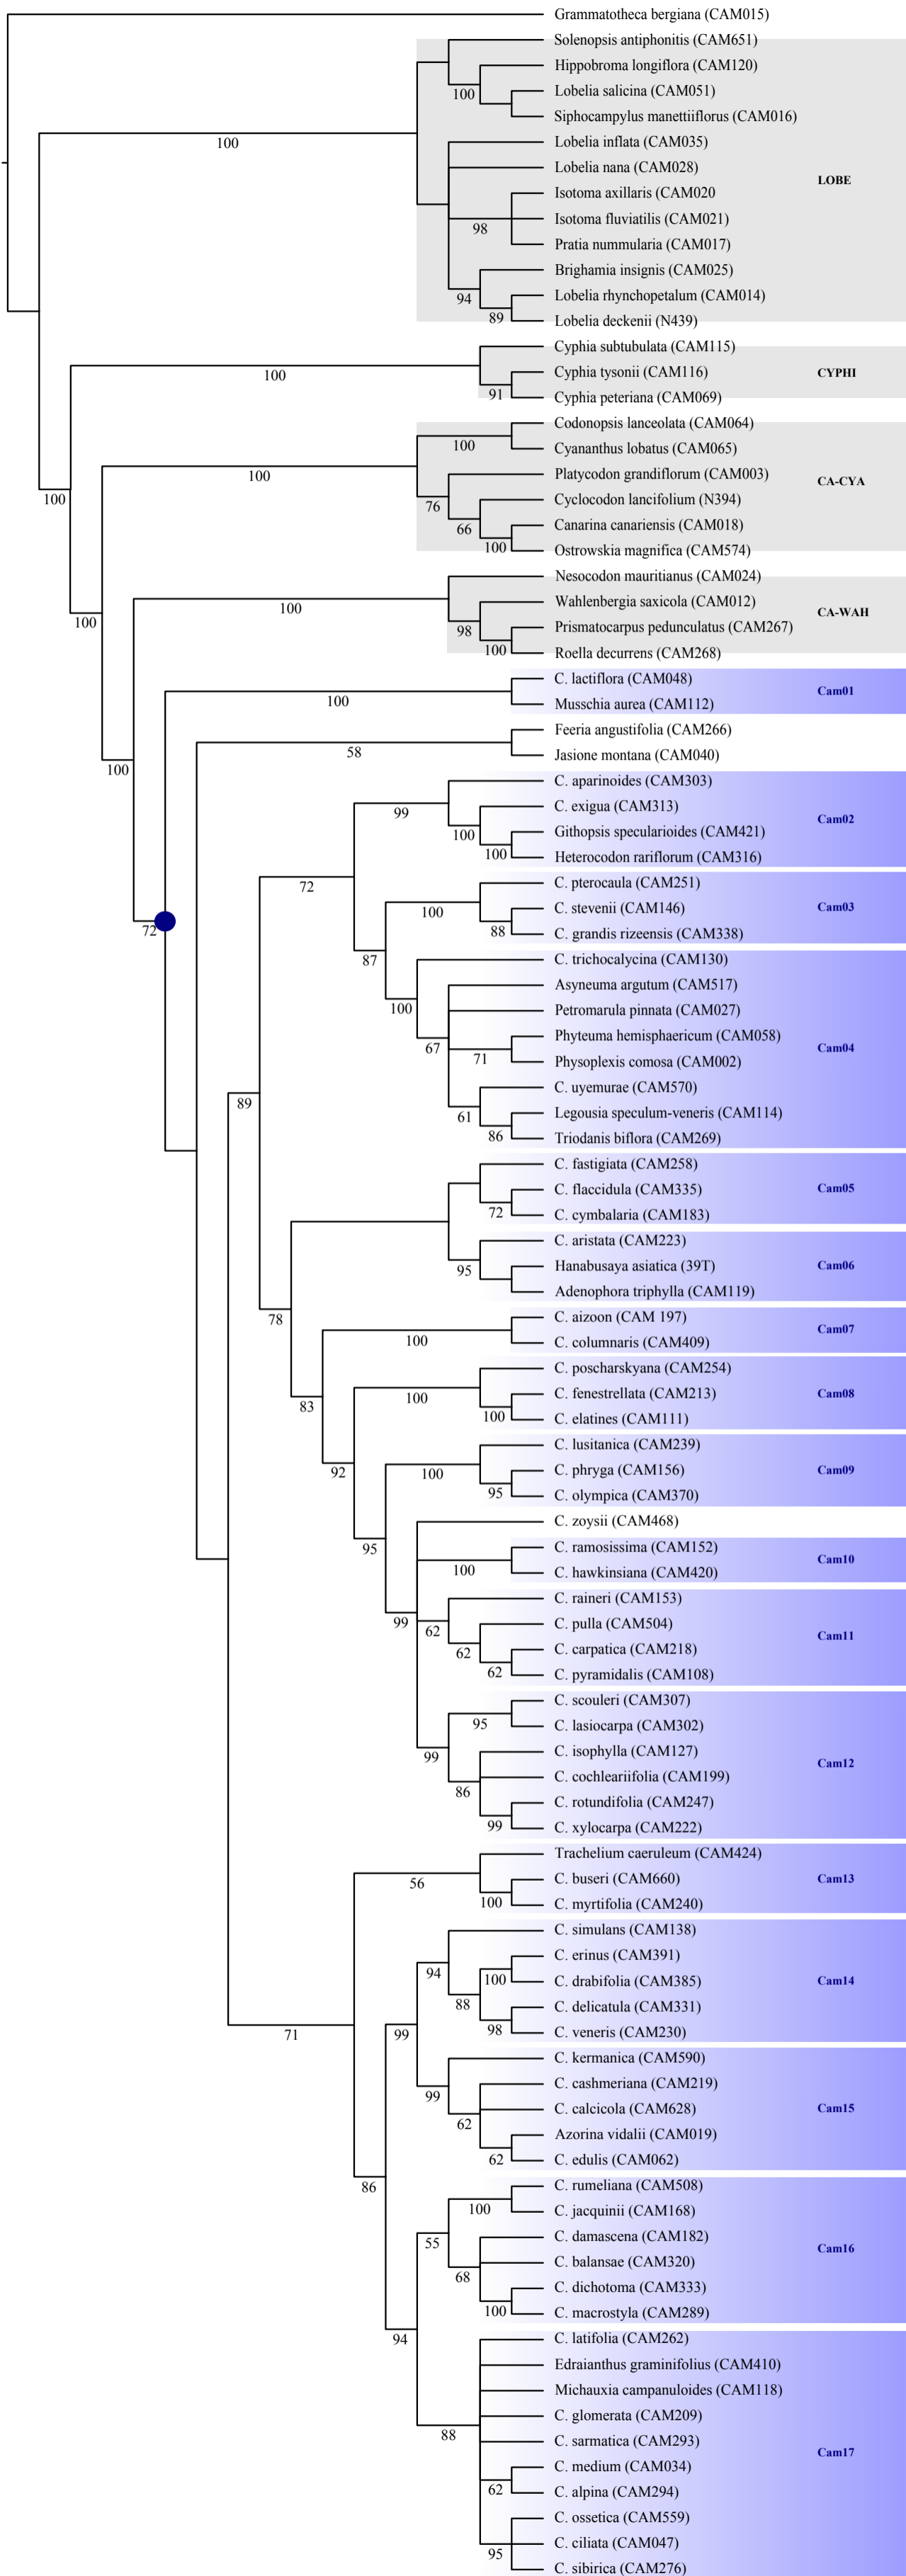 Grammatotheca bergiana (CAM015)
Solenopsis antiphonitis (CAM651)
Hippobroma longiflora (CAM120)
100
Lobelia salicina (CAM051)
Siphocampylus manettiiflorus (CAM016)
100
Lobelia inflata (CAM035)
Lobelia nana (CAM028)
LOBE
Isotoma axillaris (CAM020
Isotoma fluviatilis (CAM021)
98
Pratia nummularia (CAM017)
Brighamia insignis (CAM025)
94
Lobelia rhynchopetalum (CAM014)
89
Lobelia deckenii (N439)
Cyphia subtubulata (CAM115)
100
Cyphia tysonii (CAM116)
CYPHI
91
Cyphia peteriana (CAM069)
Codonopsis lanceolata (CAM064)
100
Cyananthus lobatus (CAM065)
100
Platycodon grandiflorum (CAM003)
CA-CYA
100
76
Cyclocodon lancifolium (N394)
66
Canarina canariensis (CAM018)
100
Ostrowskia magnifica (CAM574)
Nesocodon mauritianus (CAM024)
100
Wahlenbergia saxicola (CAM012)
CA-WAH
100
98
Prismatocarpus pedunculatus (CAM267)
100
Roella decurrens (CAM268)
C. lactiflora (CAM048)
Cam01
100
Musschia aurea (CAM112)
Feeria angustifolia (CAM266)
58
Jasione montana (CAM040)
100
C. aparinoides (CAM303)
99
C. exigua (CAM313)
Cam02
100
Githopsis specularioides (CAM421)
100
Heterocodon rariflorum (CAM316)
72
C. pterocaula (CAM251)
100
C. stevenii (CAM146)
Cam03
72
88
C. grandis rizeensis (CAM338)
87
C. trichocalycina (CAM130)
Asyneuma argutum (CAM517)
100
Petromarula pinnata (CAM027)
Phyteuma hemisphaericum (CAM058)
67
Cam04
71
Physoplexis comosa (CAM002)
C. uyemurae (CAM570)
89
61
Legousia speculum-veneris (CAM114)
86
Triodanis biflora (CAM269)
C. fastigiata (CAM258)
C. flaccidula (CAM335)
Cam05
72
C. cymbalaria (CAM183)
C. aristata (CAM223)
95
Hanabusaya asiatica (39T)
Cam06
Adenophora triphylla (CAM119)
78
C. aizoon (CAM 197)
Cam07
100
C. columnaris (CAM409)
C. poscharskyana (CAM254)
100
C. fenestrellata (CAM213)
Cam08
83
100
C. elatines (CAM111)
C. lusitanica (CAM239)
92
100
C. phryga (CAM156)
Cam09
95
C. olympica (CAM370)
C. zoysii (CAM468)
95
C. ramosissima (CAM152)
Cam10
100
C. hawkinsiana (CAM420)
C. raineri (CAM153)
99
62
C. pulla (CAM504)
Cam11
62
C. carpatica (CAM218)
62
C. pyramidalis (CAM108)
C. scouleri (CAM307)
95
C. lasiocarpa (CAM302)
99
C. isophylla (CAM127)
Cam12
86
C. cochleariifolia (CAM199)
C. rotundifolia (CAM247)
99
C. xylocarpa (CAM222)
Trachelium caeruleum (CAM424)
56
C. buseri (CAM660)
Cam13
100
C. myrtifolia (CAM240)
C. simulans (CAM138)
94
C. erinus (CAM391)
100
C. drabifolia (CAM385)
Cam14
88
C. delicatula (CAM331)
71
99
98
C. veneris (CAM230)
C. kermanica (CAM590)
99
C. cashmeriana (CAM219)
62
C. calcicola (CAM628)
Cam15
Azorina vidalii (CAM019)
62
C. edulis (CAM062)
86
C. rumeliana (CAM508)
100
C. jacquinii (CAM168)
55
C. damascena (CAM182)
Cam16
68
C. balansae (CAM320)
C. dichotoma (CAM333)
100
C. macrostyla (CAM289)
94
C. latifolia (CAM262)
Edraianthus graminifolius (CAM410)
Michauxia campanuloides (CAM118)
C. glomerata (CAM209)
88
C. sarmatica (CAM293)
Cam17
C. medium (CAM034)
62
C. alpina (CAM294)
C. ossetica (CAM559)
C. ciliata (CAM047)
95
C. sibirica (CAM276)